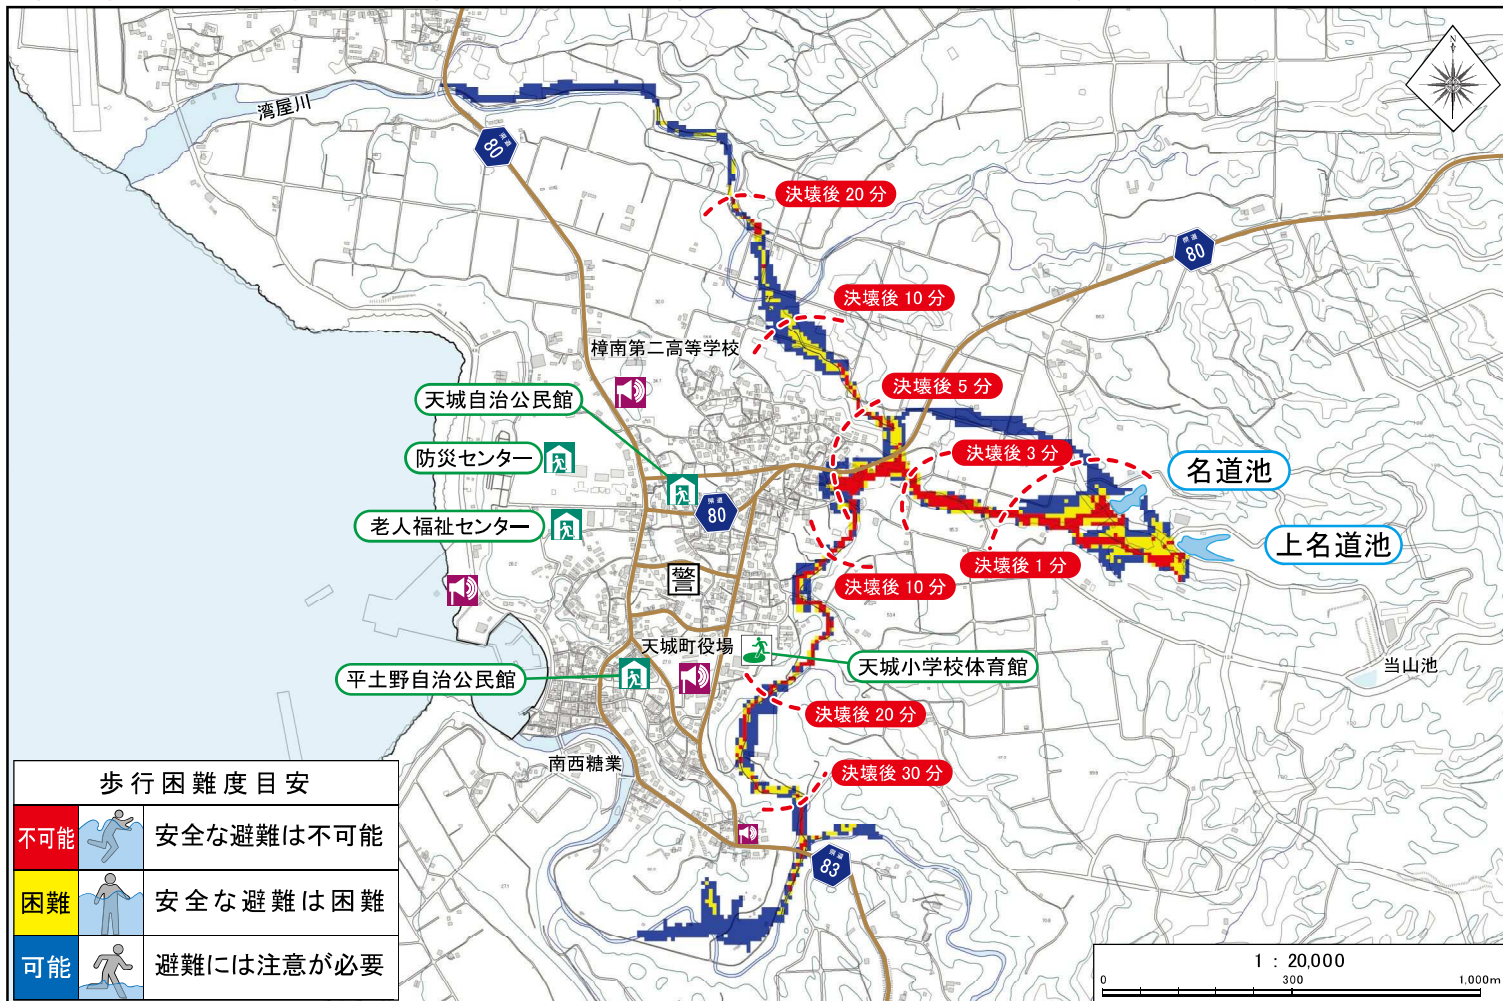 湾屋川
県道
80
N
決壊後 20 分
県道
80
決壊後 10 分
樟南第二高等学校
天城自治公民館
決壊後 5 分
防災センター
決壊後 3 分
名道池
県道
80
老人福祉センター
上名道池
決壊後 1 分
決壊後 10 分
警
天城町役場
天城小学校体育館
当山池
平土野自治公民館
決壊後 20 分
南西糖業
決壊後 30 分
県道
83
歩行困難度目安
不可能 安全な避難は不可能
困難 安全な避難は困難
可能 避難には注意が必要
1 : 20,000
0 300 1,000m